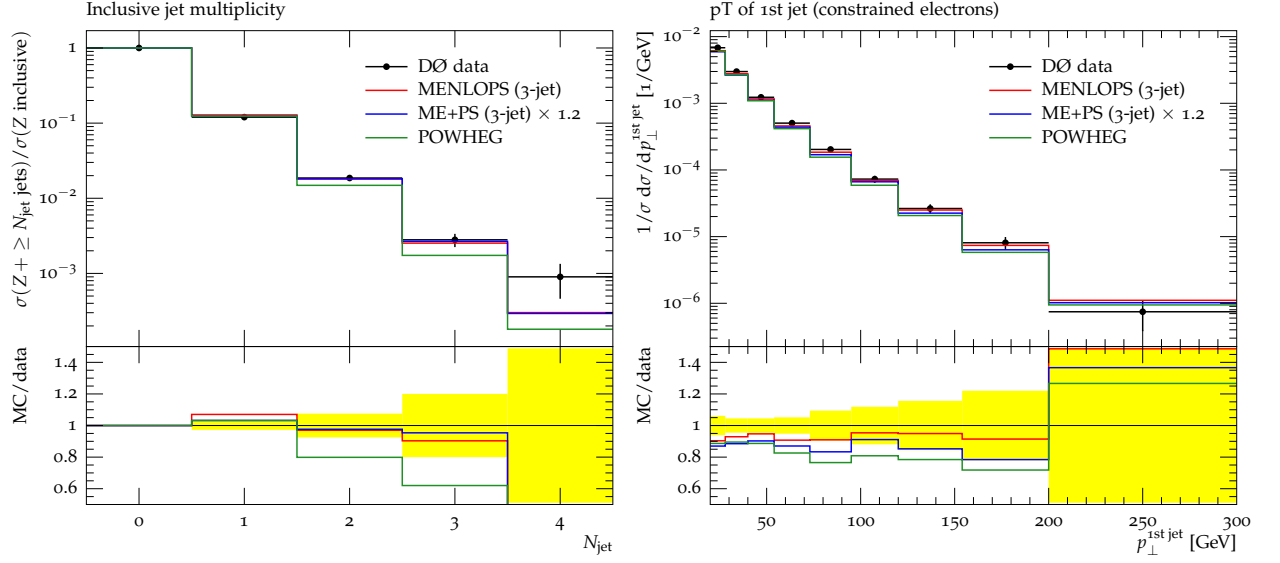 Inclusive jet multiplicity
DØ data
MENLOPS (3-jet)
ME+PS (3-jet) × 1.2
POWHEG
1
10⁻¹
10⁻²
10⁻³
σ(Z + ≥ N_jet jets)/σ(Z inclusive)
1.4
1.2
1
0.8
0.6
MC/data
0 1 2 3 4
N_jet
pT of 1st jet (constrained electrons)
DØ data
MENLOPS (3-jet)
ME+PS (3-jet) × 1.2
POWHEG
10⁻²
10⁻³
10⁻⁴
10⁻⁵
10⁻⁶
1/σ dσ/dp_⊥^{1st jet} [1/GeV]
1.4
1.2
1
0.8
0.6
MC/data
50 100 150 200 250 300
p_⊥^{1st jet} [GeV]